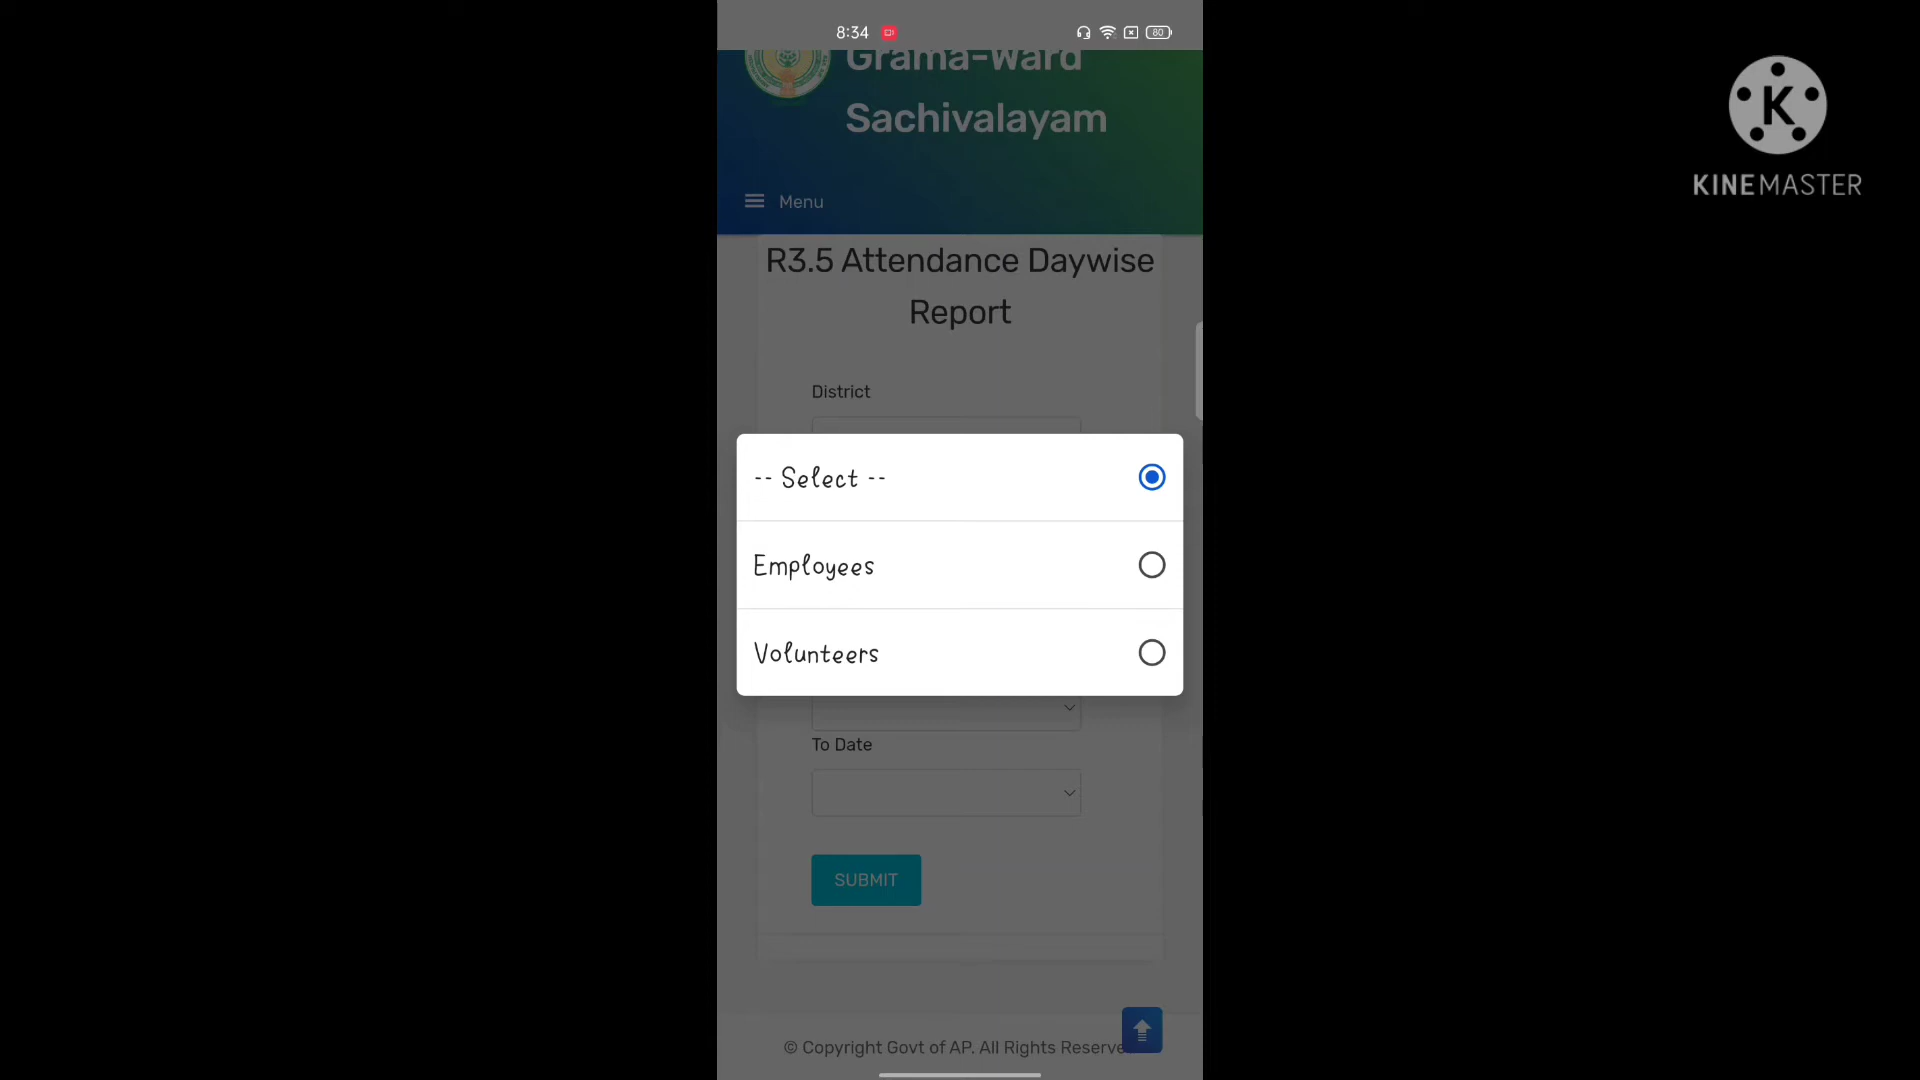 8:34
80
Grama-Ward
Sachivalayam
K
KINEMASTER
Menu
R3.5 Attendance Daywise
Report
District
-- Select --
Employees
Volunteers
To Date
SUBMIT
© Copyright Govt of AP. All Rights Reserve